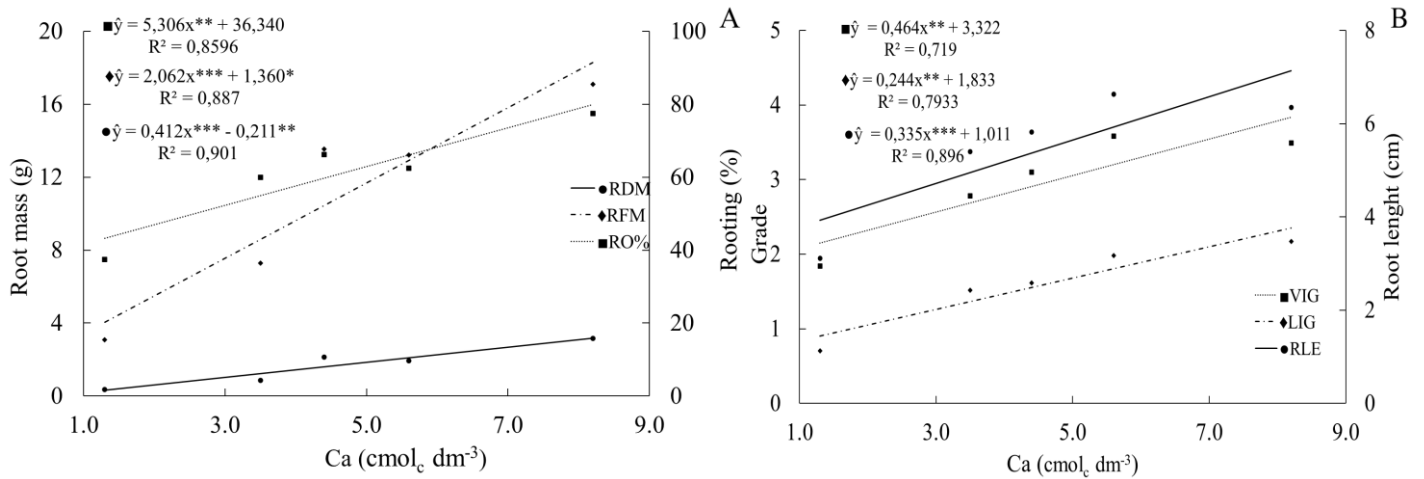 A
ŷ = 5,306x** + 36,340
R² = 0,8596
ŷ = 2,062x*** + 1,360*
R² = 0,887
ŷ = 0,412x*** - 0,211**
R² = 0,901
Root mass (g)
20
16
12
8
4
0
1.0 3.0 5.0 7.0 9.0
Ca (cmolc dm-3)
100
80
60
40
20
0
Rooting (%)
RDM
RFM
RO%
B
ŷ = 0,464x** + 3,322
R² = 0,719
ŷ = 0,244x** + 1,833
R² = 0,7933
ŷ = 0,335x*** + 1,011
R² = 0,896
Grade
5
4
3
2
1
0
1.0 3.0 5.0 7.0 9.0
Ca (cmolc dm-3)
8
6
4
2
0
Root lenght (cm)
VIG
LIG
RLE